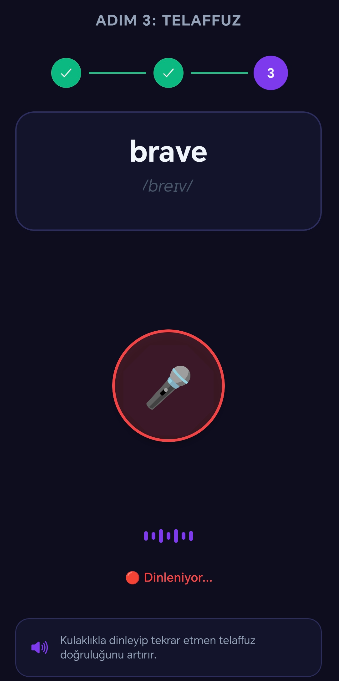 ADIM 3: TELAFFUZ
3
brave
/breɪv/
Dinleniyor...
Kulaklıkla dinleyip tekrar etmen telaffuz
doğruluğunu artırır.